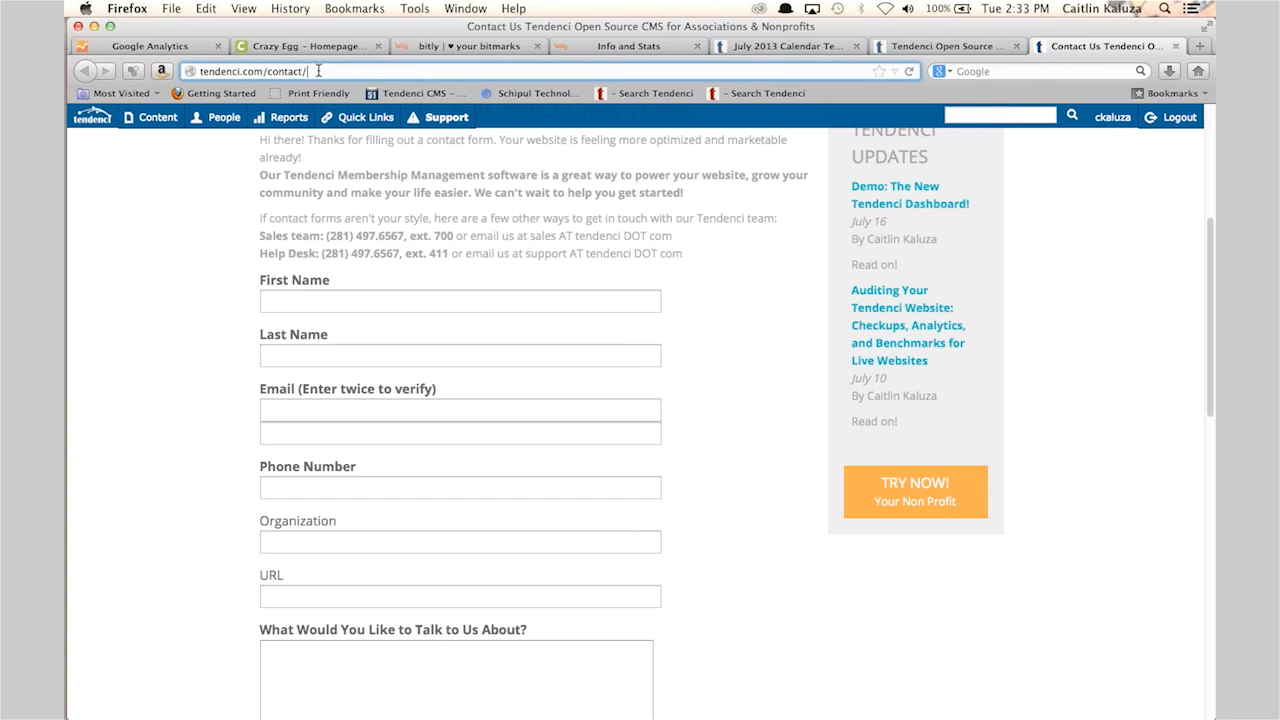 Firefox File Edit View History Bookmarks Tools Window Help 100% Tue 2:33 PM Caitlin Kaluza
Contact Us Tendenci Open Source CMS for Associations & Nonprofits
Google Analytics Crazy Egg – Homepage... bitly | ♥ your bitmarks Info and Stats July 2013 Calendar Te... Tendenci Open Source ... Contact Us Tendenci O...
tendenci.com/contact/ Google
Most Visited Getting Started Print Friendly Tendenci CMS – ... Schipul Technol... – Search Tendenci – Search Tendenci Bookmarks
tendenci Content People Reports Quick Links Support ckaluza Logout
Hi there! Thanks for filling out a contact form. Your website is feeling more optimized and marketable
already!
Our Tendenci Membership Management software is a great way to power your website, grow your
community and make your life easier. We can't wait to help you get started!
If contact forms aren't your style, here are a few other ways to get in touch with our Tendenci team:
Sales team: (281) 497.6567, ext. 700 or email us at sales AT tendenci DOT com
Help Desk: (281) 497.6567, ext. 411 or email us at support AT tendenci DOT com
First Name
Last Name
Email (Enter twice to verify)
Phone Number
Organization
URL
What Would You Like to Talk to Us About?
TENDENCI
UPDATES
Demo: The New
Tendenci Dashboard!
July 16
By Caitlin Kaluza
Read on!
Auditing Your
Tendenci Website:
Checkups, Analytics,
and Benchmarks for
Live Websites
July 10
By Caitlin Kaluza
Read on!
TRY NOW!
Your Non Profit